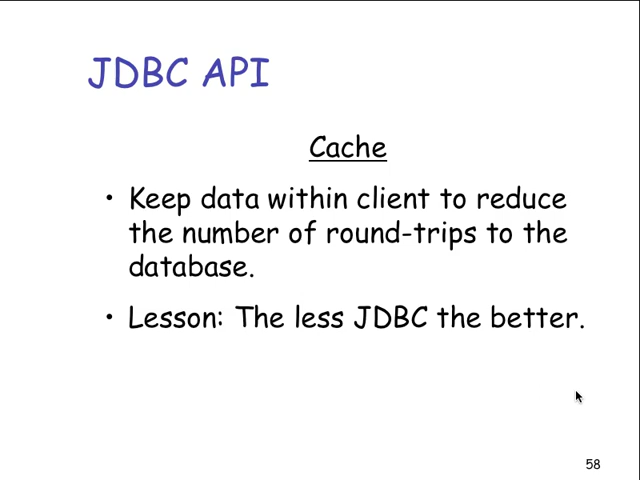 JDBC API
Cache
• Keep data within client to reduce
the number of round-trips to the
database.
• Lesson: The less JDBC the better.
58